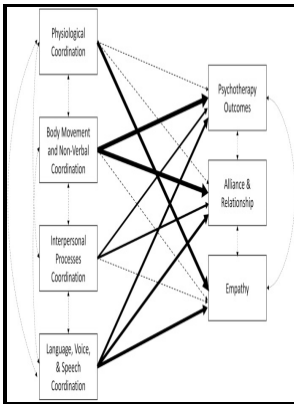 Physiological
Coordination
Body Movement
and Non-Verbal
Coordination
Interpersonal
Processes
Coordination
Language, Voice,
& Speech
Coordination
Psychotherapy
Outcomes
Alliance &
Relationship
Empathy